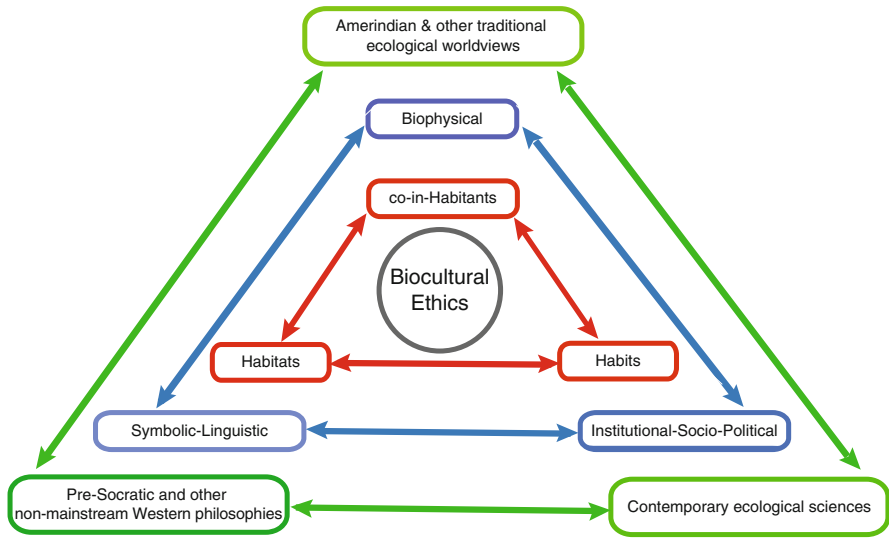 Amerindian & other traditional
ecological worldviews
Biophysical
co-in-Habitants
Biocultural
Ethics
Habitats
Habits
Symbolic-Linguistic
Institutional-Socio-Political
Pre-Socratic and other
non-mainstream Western philosophies
Contemporary ecological sciences